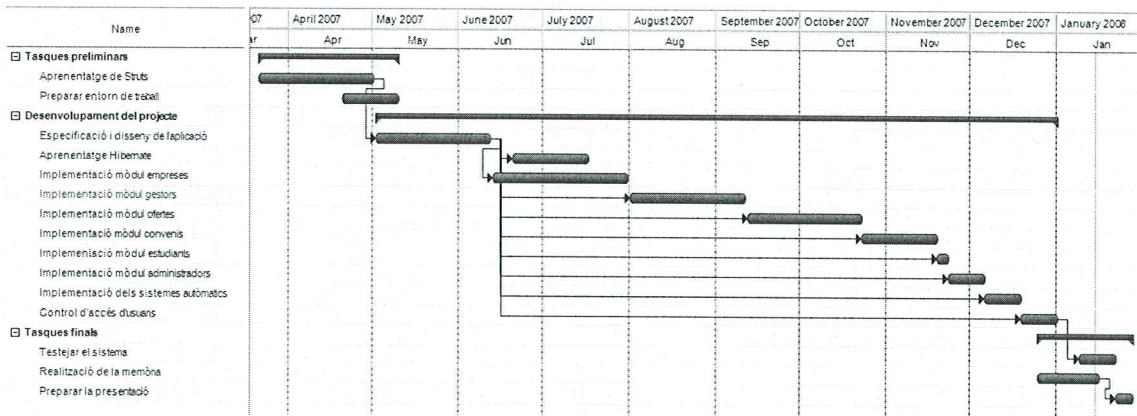 Name
07 April 2007 May 2007 June 2007 July 2007 August 2007 September 2007 October 2007 November 2007 December 2007 January 2008
ar Apr May Jun Jul Aug Sep Oct Nov Dec Jan
Tasques preliminars
Aprenentatge de Struts
Preparar entorn de treball
Desenvolupament del projecte
Especificació i disseny de l'aplicació
Aprenentatge Hibernate
Implementació mòdul empreses
Implementació mòdul gestors
Implementació mòdul ofertes
Implementació mòdul convenis
Implementació mòdul estudiants
Implementació mòdul administradors
Implementació dels sistemes automàtics
Control d'accés d'usuaris
Tasques finals
Testejar el sistema
Realització de la memòria
Preparar la presentació